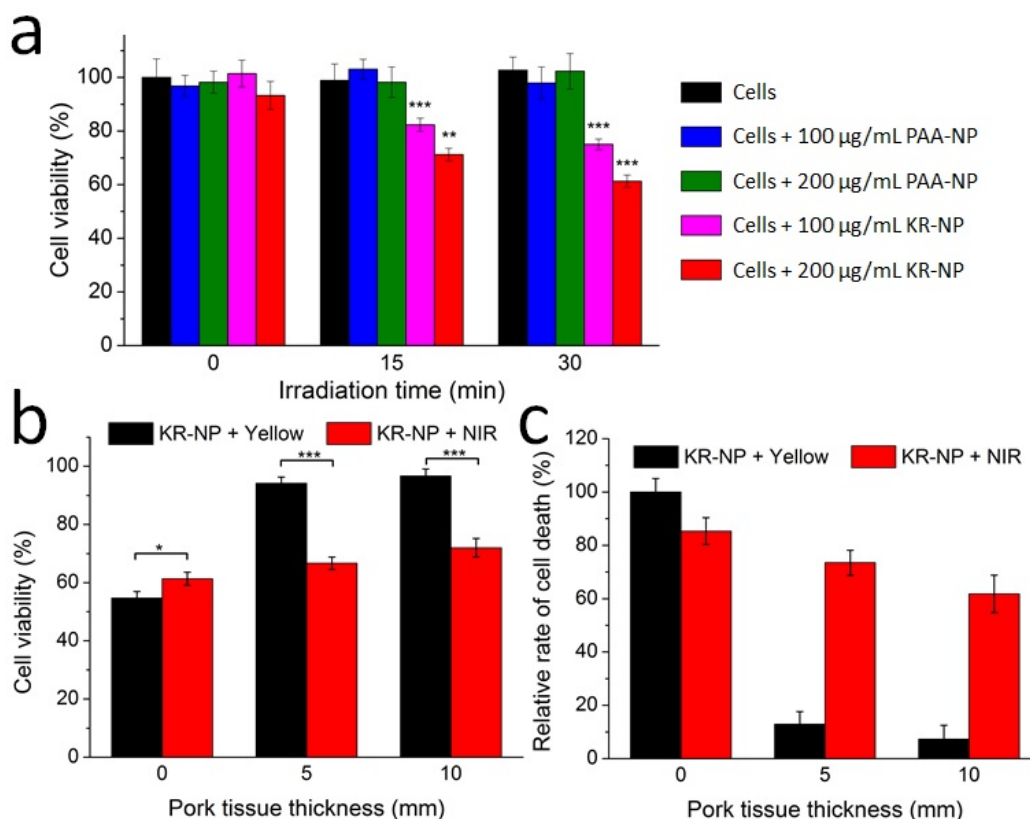 a
Cell viability (%)
100
80
60
40
20
0
***
**
***
***
0 15 30
Irradiation time (min)
Cells
Cells + 100 µg/mL PAA-NP
Cells + 200 µg/mL PAA-NP
Cells + 100 µg/mL KR-NP
Cells + 200 µg/mL KR-NP
b
KR-NP + Yellow KR-NP + NIR
Cell viability (%)
100
80
60
40
20
0
*
***
***
0 5 10
Pork tissue thickness (mm)
c
KR-NP + Yellow KR-NP + NIR
Relative rate of cell death (%)
120
100
80
60
40
20
0
0 5 10
Pork tissue thickness (mm)